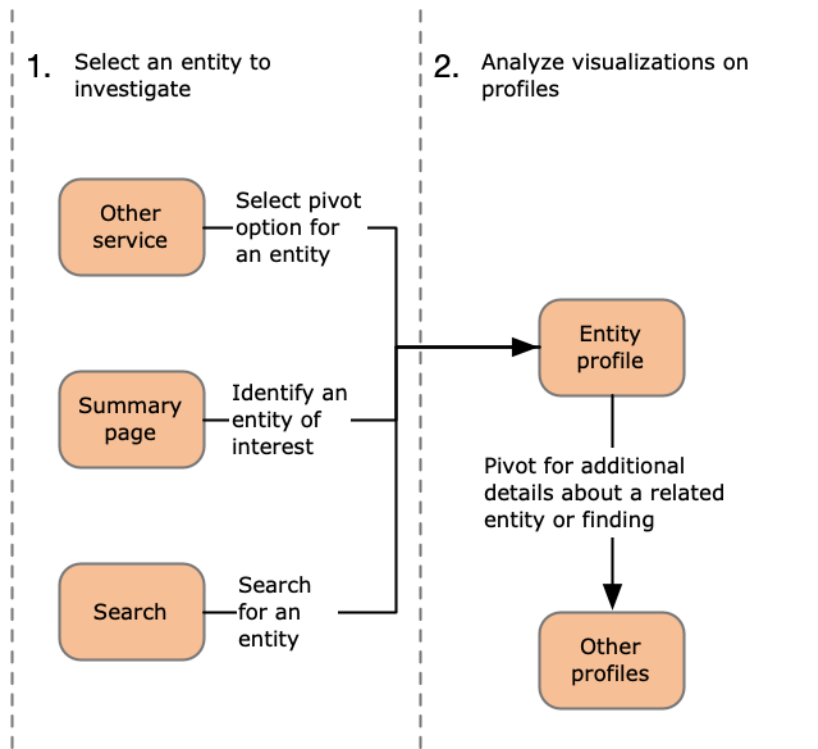 1.
Select an entity to
investigate
2.
Analyze visualizations on
profiles
Other
service
Select pivot
option for
an entity
Summary
page
Identify an
entity of
interest
Search
Search
for an
entity
Entity
profile
Pivot for additional
details about a related
entity or finding
Other
profiles